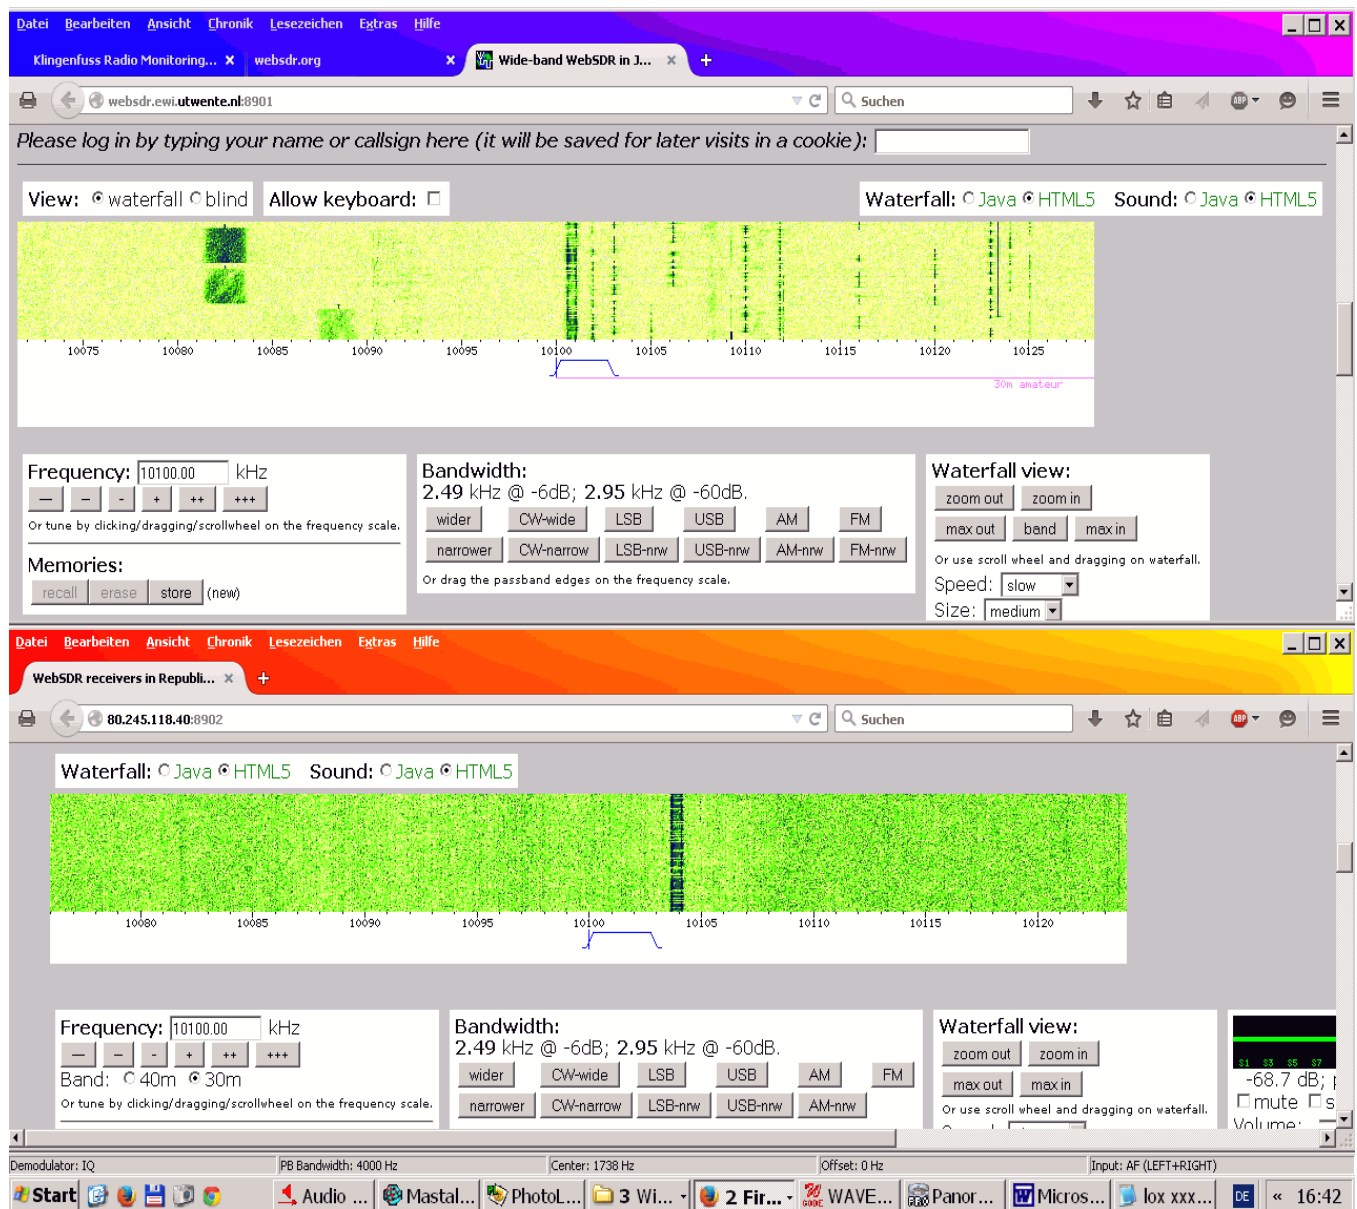 Datei Bearbeiten Ansicht Chronik Lesezeichen Extras Hilfe
Klingenfuss Radio Monitoring... × websdr.org × Wide-band WebSDR in J... × +
websdr.ewi.utwente.nl:8901 Suchen ABP
Please log in by typing your name or callsign here (it will be saved for later visits in a cookie):
View: waterfall blind Allow keyboard: Waterfall: Java HTML5 Sound: Java HTML5
10075 10080 10085 10090 10095 10100 10105 10110 10115 10120 10125
30m amateur
Frequency: 10100.00 kHz
--- -- - + ++ +++
Or tune by clicking/dragging/scrollwheel on the frequency scale.
Memories:
recall erase store (new)
Bandwidth:
2.49 kHz @ -6dB; 2.95 kHz @ -60dB.
wider CW-wide LSB USB AM FM
narrower CW-narrow LSB-nrw USB-nrw AM-nrw FM-nrw
Or drag the passband edges on the frequency scale.
Waterfall view:
zoom out zoom in
max out band max in
Or use scroll wheel and dragging on waterfall.
Speed: slow
Size: medium
Datei Bearbeiten Ansicht Chronik Lesezeichen Extras Hilfe
WebSDR receivers in Republi... × +
80.245.118.40:8902 Suchen ABP
Waterfall: Java HTML5 Sound: Java HTML5
10080 10085 10090 10095 10100 10105 10110 10115 10120
Frequency: 10100.00 kHz
--- -- - + ++ +++
Band: 40m 30m
Or tune by clicking/dragging/scrollwheel on the frequency scale.
Bandwidth:
2.49 kHz @ -6dB; 2.95 kHz @ -60dB.
wider CW-wide LSB USB AM FM
narrower CW-narrow LSB-nrw USB-nrw AM-nrw
Waterfall view:
zoom out zoom in
max out max in
Or use scroll wheel and dragging on waterfall.
S1 S3 S5 S7
-68.7 dB; p
mute s
Volume:
Demodulator: IQ PB Bandwidth: 4000 Hz Center: 1738 Hz Offset: 0 Hz Input: AF (LEFT+RIGHT)
Start Audio ... Mastal... PhotoL... 3 Wi... 2 Fir... WAVE... Panor... Micros... lox xxx... DE « 16:42